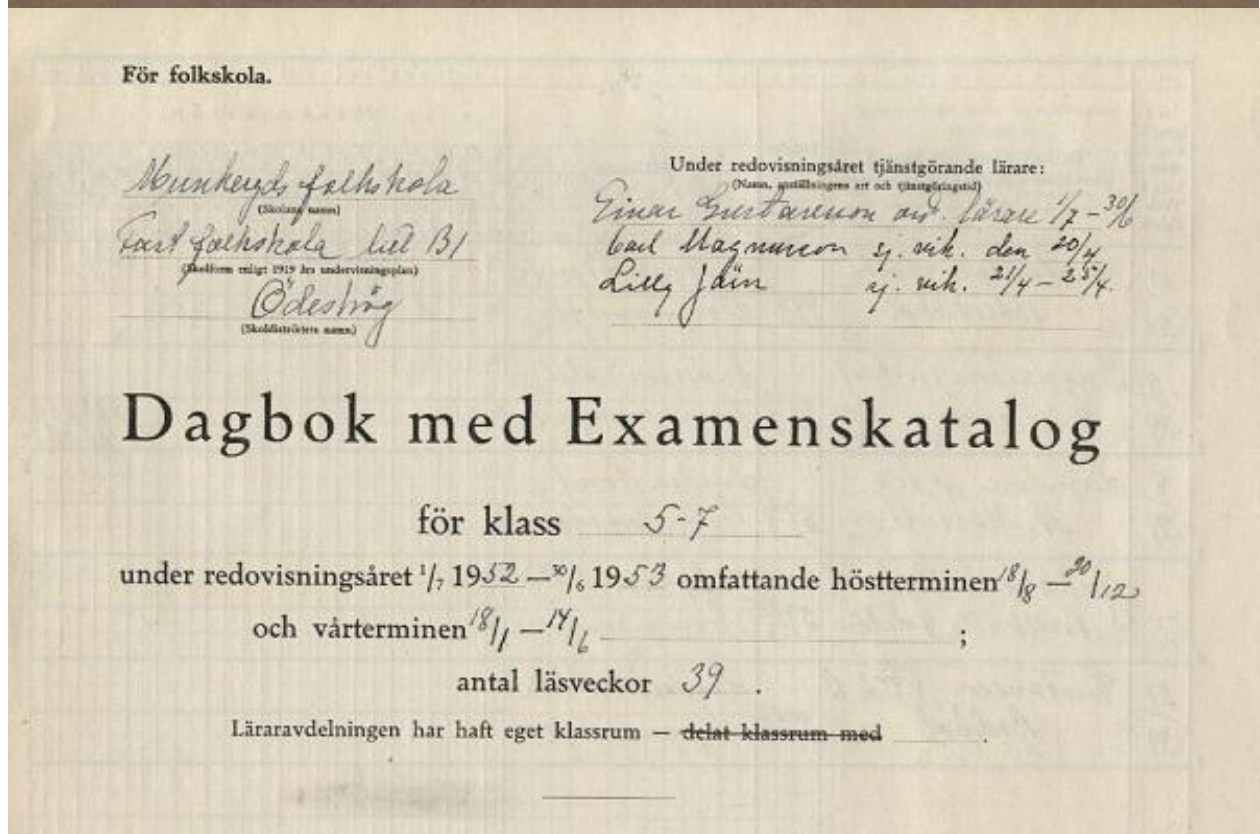 För folkskola.
Munkeryds folkskola
(Skolans namn)
Fast folkskola litt B1
(Skolform enligt 1919 års undervisningsplan)
Ödeshög
(Skoldistriktets namn)
Under redovisningsåret tjänstgörande lärare:
(Namn, anställningens art och tjänstgöringstid)
Einar Gustavsson ord. lärare 1/7 – 30/6
Carl Magnusson sj. vik. den 20/4
Lilly Jäin sj. vik. 21/4 – 25/4.
Dagbok med Examenskatalog
för klass 5-7
under redovisningsåret 1/7 1952 — 30/6 1953 omfattande höstterminen 18/8 — 20/12
och vårterminen 18/1 — 14/6 ;
antal läsveckor 39 .
Läraravdelningen har haft eget klassrum — delat klassrum med .